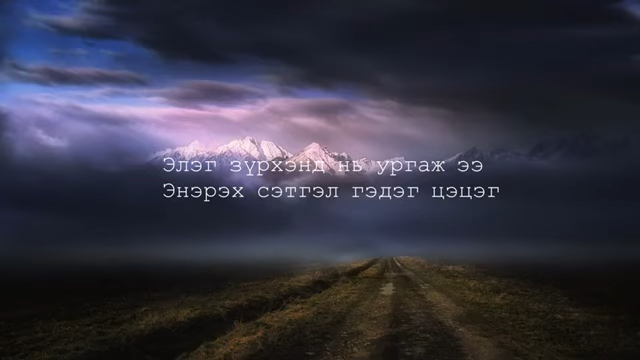 Элэг зүрхэнд нь ургаж ээ
Энэрэх сэтгэл гэдэг цэцэг